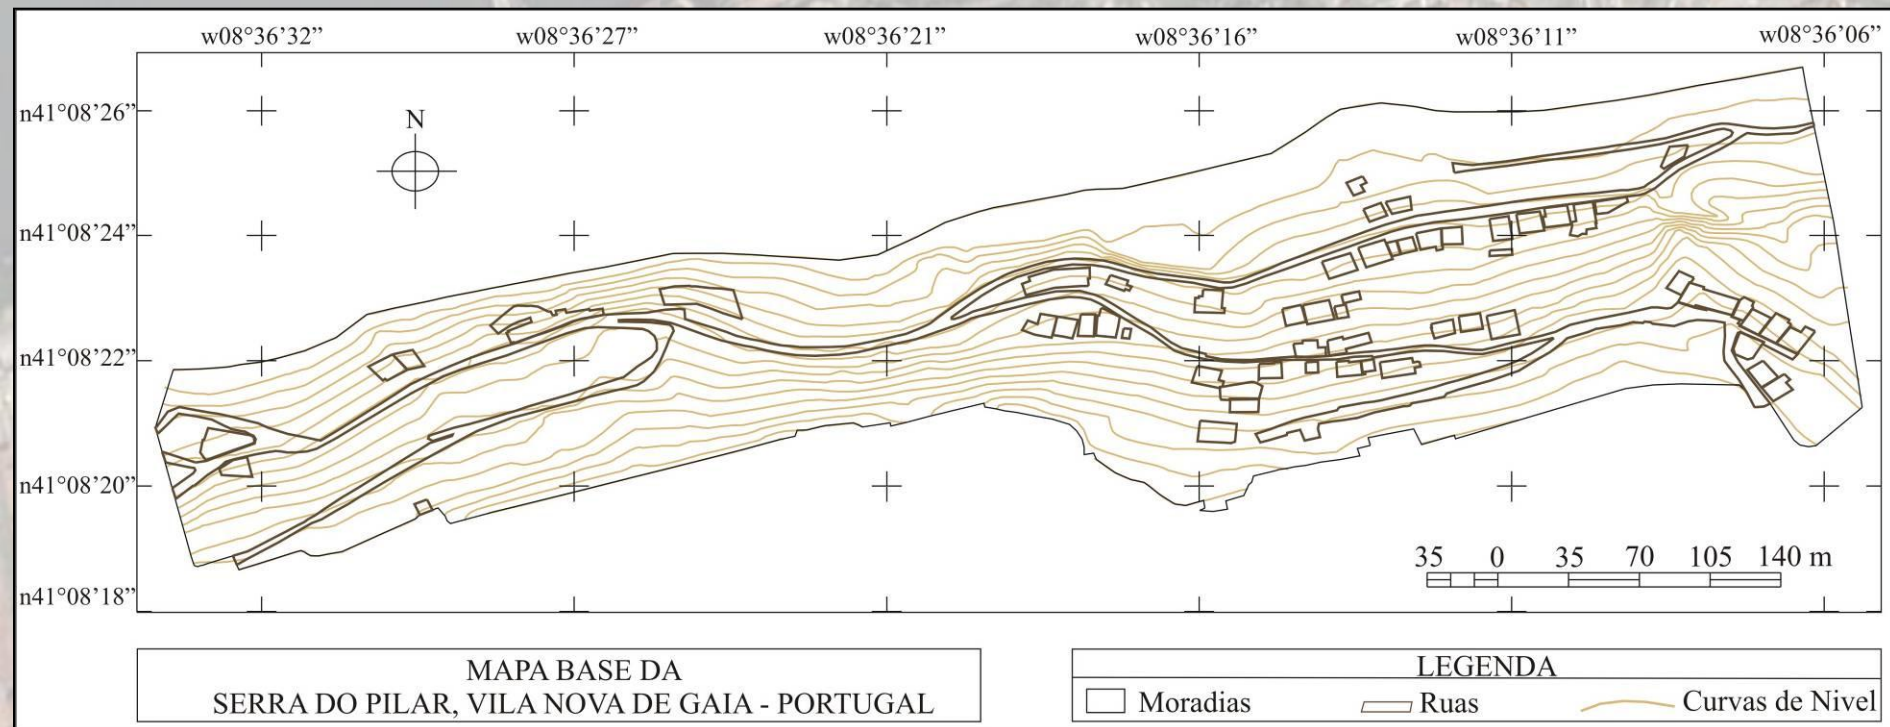 w08°36’32” w08°36’27” w08°36’21” w08°36’16” w08°36’11” w08°36’06”
n41°08’26”
N
n41°08’24”
n41°08’22”
n41°08’20”
35 0 35 70 105 140 m
n41°08’18”
MAPA BASE DA
SERRA DO PILAR, VILA NOVA DE GAIA - PORTUGAL
LEGENDA
Moradias Ruas Curvas de Nivel